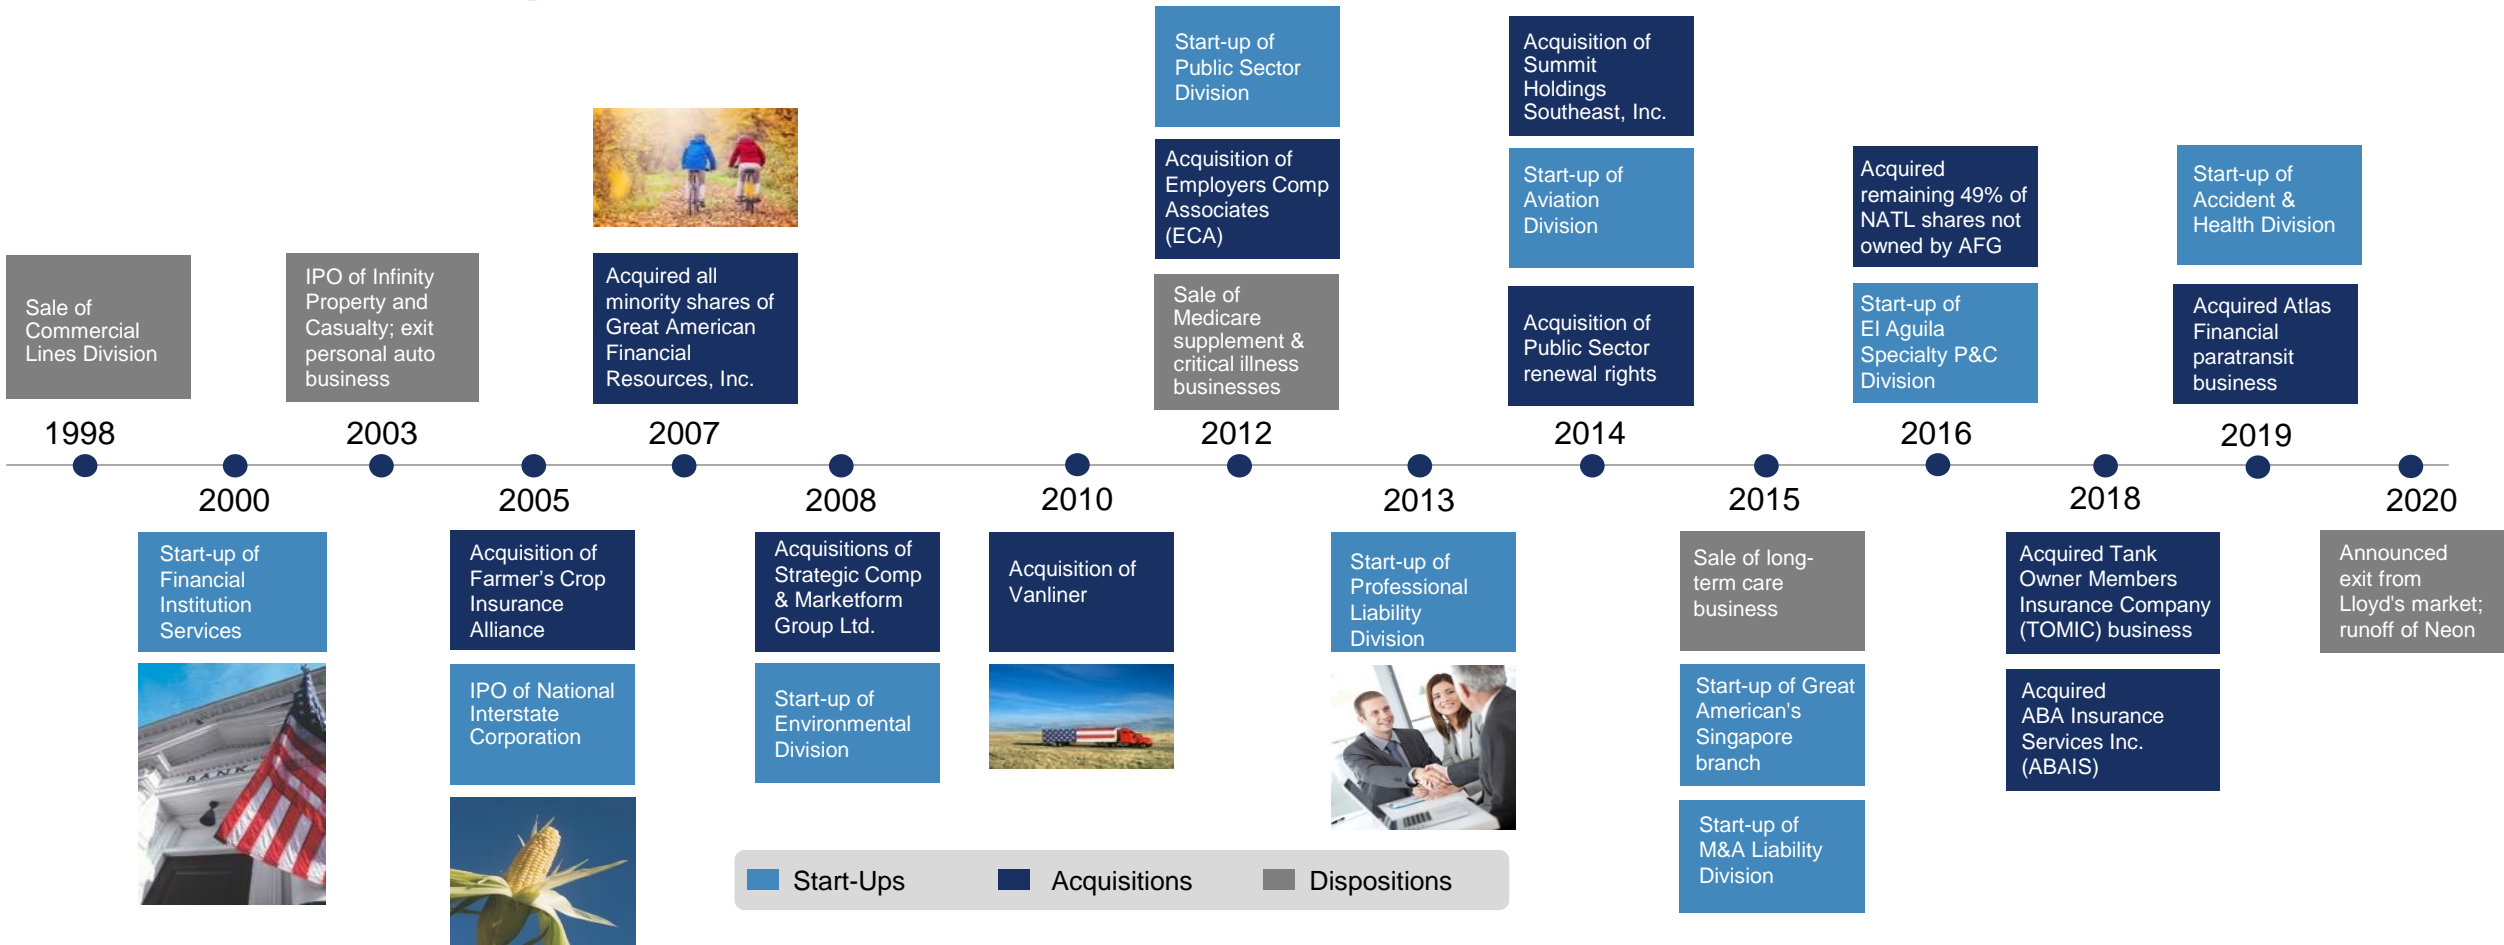 Start-up of
Public Sector
Division
Acquisition of
Summit
Holdings
Southeast, Inc.
Acquisition of
Employers Comp
Associates
(ECA)
Start-up of
Aviation
Division
Acquired
remaining 49% of
NATL shares not
owned by AFG
Start-up of
Accident &
Health Division
Sale of
Commercial
Lines Division
IPO of Infinity
Property and
Casualty; exit
personal auto
business
Acquired all
minority shares of
Great American
Financial
Resources, Inc.
Sale of
Medicare
supplement &
critical illness
businesses
Acquisition of
Public Sector
renewal rights
Start-up of
El Aguila
Specialty P&C
Division
Acquired Atlas
Financial
paratransit
business
1998
2003
2007
2012
2014
2016
2019
2000
2005
2008
2010
2013
2015
2018
2020
Start-up of
Financial
Institution
Services
Acquisition of
Farmer’s Crop
Insurance
Alliance
Acquisitions of
Strategic Comp
& Marketform
Group Ltd.
Acquisition of
Vanliner
Start-up of
Professional
Liability
Division
Sale of long-
term care
business
Acquired Tank
Owner Members
Insurance Company
(TOMIC) business
Announced
exit from
Lloyd's market;
runoff of Neon
BANK
IPO of National
Interstate
Corporation
Start-up of
Environmental
Division
Start-up of Great
American's
Singapore
branch
Acquired
ABA Insurance
Services Inc.
(ABAIS)
Start-up of
M&A Liability
Division
Start-Ups
Acquisitions
Dispositions